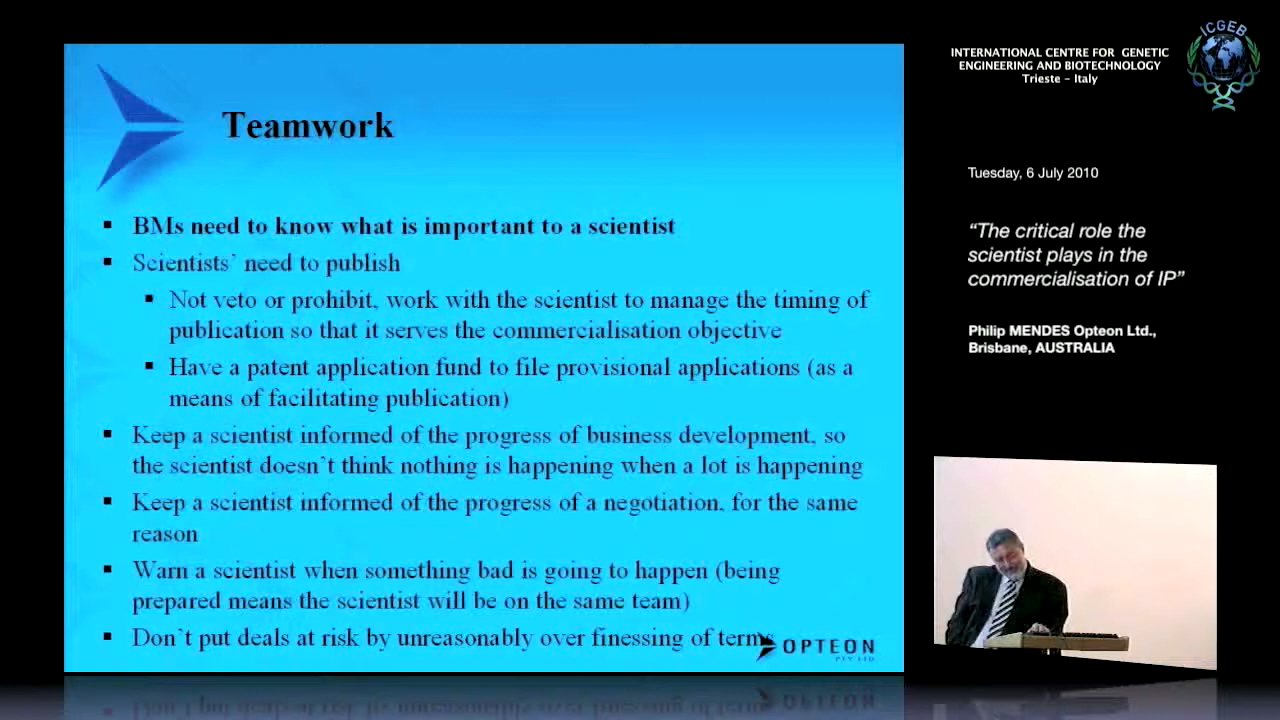 Teamwork
BMs need to know what is important to a scientist
Scientists' need to publish
Not veto or prohibit, work with the scientist to manage the timing of
publication so that it serves the commercialisation objective
Have a patent application fund to file provisional applications (as a
means of facilitating publication)
Keep a scientist informed of the progress of business development, so
the scientist doesn't think nothing is happening when a lot is happening
Keep a scientist informed of the progress of a negotiation, for the same
reason
Warn a scientist when something bad is going to happen (being
prepared means the scientist will be on the same team)
Don't put deals at risk by unreasonably over finessing of terms
OPTEON
PTY LTD
INTERNATIONAL CENTRE FOR GENETIC
ENGINEERING AND BIOTECHNOLOGY
Trieste - Italy
ICGEB
Tuesday, 6 July 2010
“The critical role the
scientist plays in the
commercialisation of IP”
Philip MENDES Opteon Ltd.,
Brisbane, AUSTRALIA